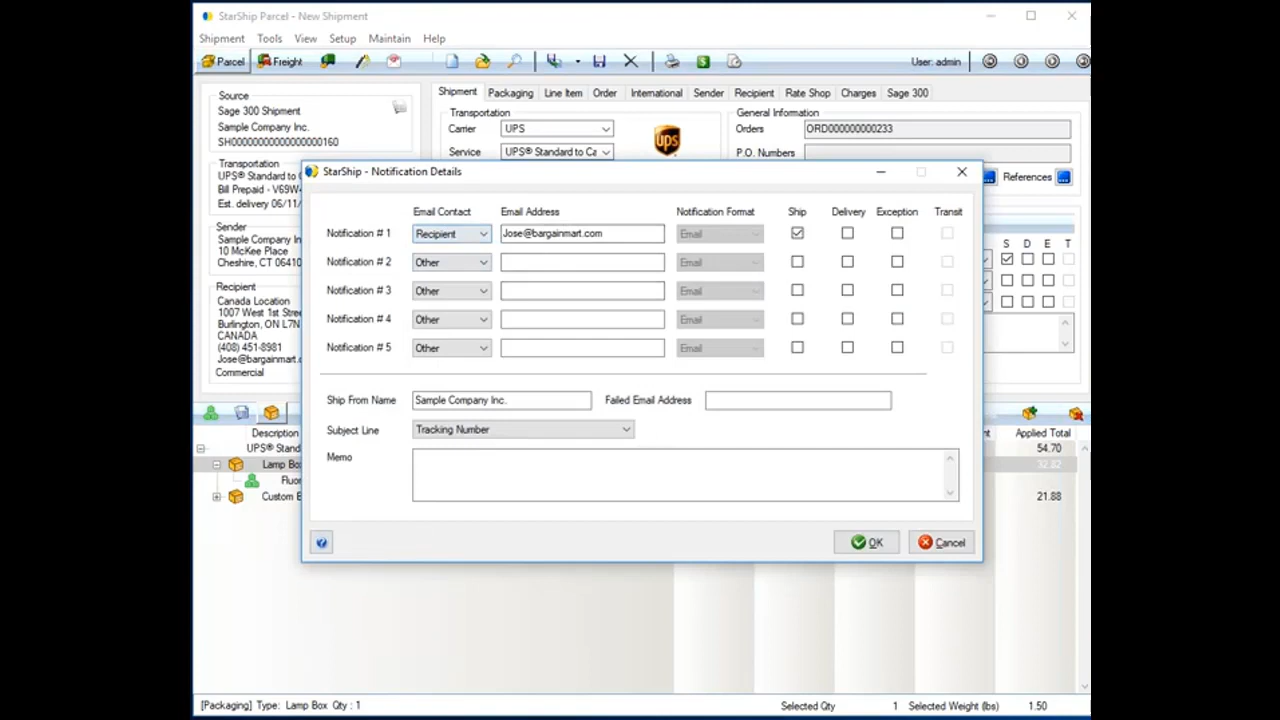 StarShip Parcel - New Shipment
Shipment Tools View Setup Maintain Help
Parcel Freight User: admin
Source
Sage 300 Shipment
Sample Company Inc.
SH0000000000000000160
Transportation
UPS® Standard to
Bill Prepaid - V69W
Est. delivery 06/11/
Sender
Sample Company In
10 McKee Place
Cheshire, CT 06410
Recipient
Canada Location
1007 West 1st Stree
Burlington, ON L7N
CANADA
(408) 451-8981
Jose@bargainmart.c
Commercial
Shipment Packaging Line Item Order International Sender Recipient Rate Shop Charges Sage 300
Transportation
Carrier UPS
Service UPS® Standard to Ca
ups
General Information
Orders ORD000000000233
P.O. Numbers
References
S D E T
StarShip - Notification Details
Email Contact Email Address Notification Format Ship Delivery Exception Transit
Notification # 1 Recipient Jose@bargainmart.com Email
Notification # 2 Other Email
Notification # 3 Other Email
Notification # 4 Other Email
Notification # 5 Other Email
Ship From Name Sample Company Inc. Failed Email Address
Subject Line Tracking Number
Memo
OK Cancel
Description nt Applied Total
UPS® Stand 54.70
Lamp Bo 32.82
Fluor
Custom B 21.88
[Packaging] Type: Lamp Box Qty : 1 Selected Qty 1 Selected Weight (lbs) 1.50